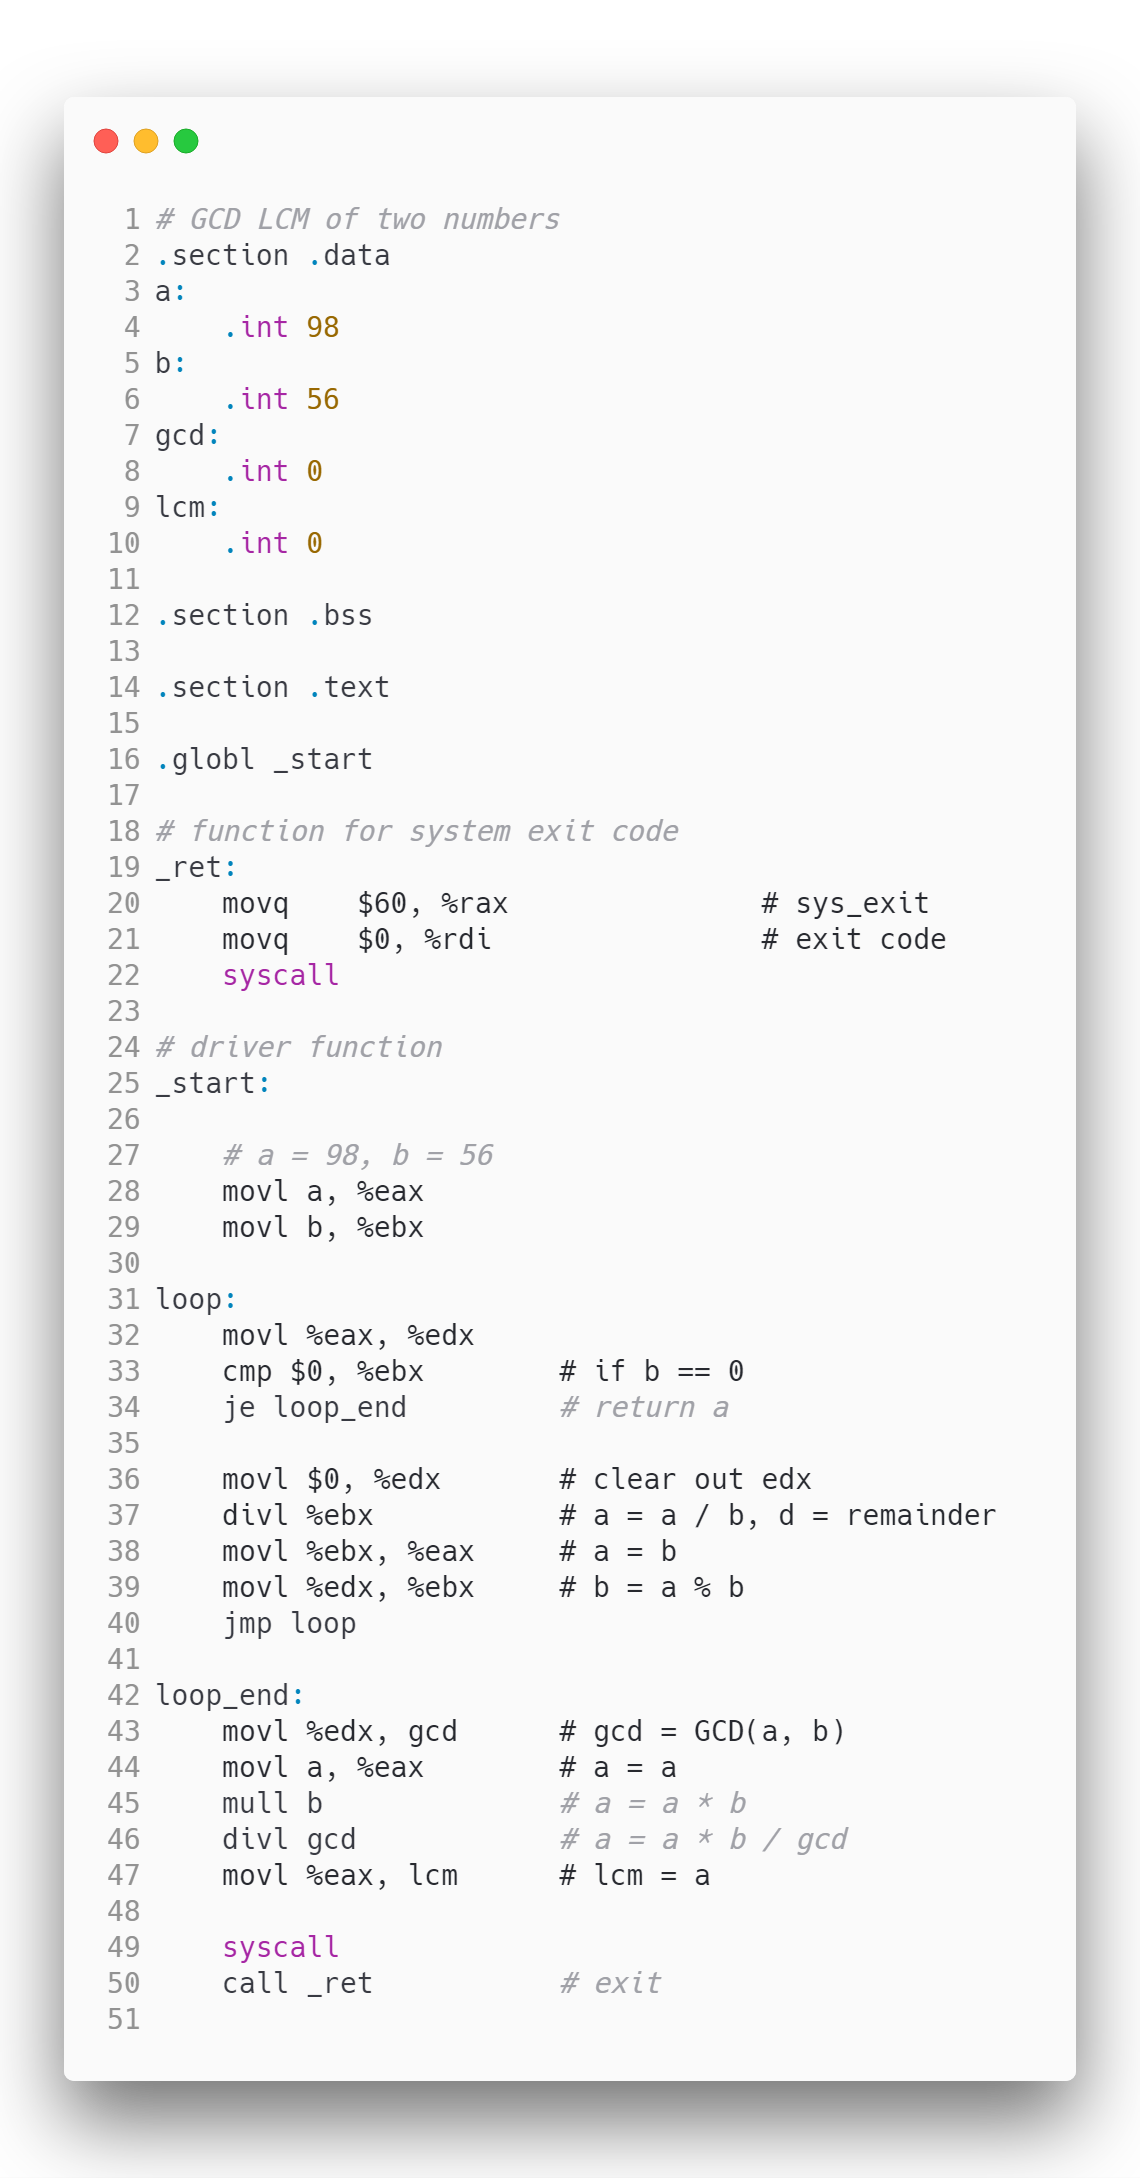 1 # GCD LCM of two numbers
2 .section .data
3 a:
4     .int 98
5 b:
6     .int 56
7 gcd:
8     .int 0
9 lcm:
10     .int 0
11
12 .section .bss
13
14 .section .text
15
16 .globl _start
17
18 # function for system exit code
19 _ret:
20     movq    $60, %rax               # sys_exit
21     movq    $0, %rdi                # exit code
22     syscall
23
24 # driver function
25 _start:
26
27     # a = 98, b = 56
28     movl a, %eax
29     movl b, %ebx
30
31 loop:
32     movl %eax, %edx
33     cmp $0, %ebx        # if b == 0
34     je loop_end         # return a
35
36     movl $0, %edx       # clear out edx
37     divl %ebx           # a = a / b, d = remainder
38     movl %ebx, %eax     # a = b
39     movl %edx, %ebx     # b = a % b
40     jmp loop
41
42 loop_end:
43     movl %edx, gcd      # gcd = GCD(a, b)
44     movl a, %eax        # a = a
45     mull b              # a = a * b
46     divl gcd            # a = a * b / gcd
47     movl %eax, lcm      # lcm = a
48
49     syscall
50     call _ret           # exit
51